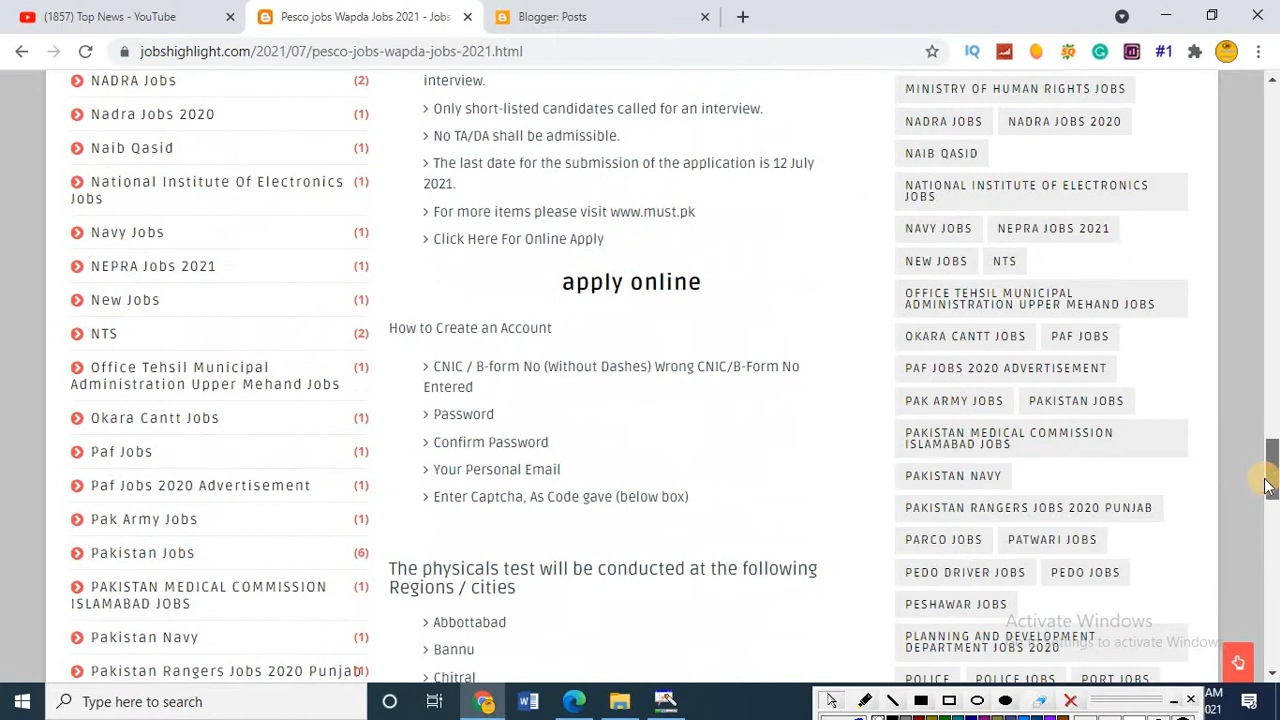 (1857) Top News - YouTube
Pesco jobs Wapda Jobs 2021 - Jobs
Blogger: Posts
jobshighlight.com/2021/07/pesco-jobs-wapda-jobs-2021.html
IQ
#1
NADRA Jobs (2)
Nadra Jobs 2020 (1)
Naib Qasid (1)
National Institute Of Electronics (1)
Jobs
Navy Jobs (1)
NEPRA Jobs 2021 (1)
New Jobs (1)
NTS (2)
Office Tehsil Municipal (1)
Administration Upper Mehand Jobs
Okara Cantt Jobs (1)
Paf Jobs (1)
Paf Jobs 2020 Advertisement (1)
Pak Army Jobs (1)
Pakistan Jobs (6)
PAKISTAN MEDICAL COMMISSION (1)
ISLAMABAD JOBS
Pakistan Navy (1)
Pakistan Rangers Jobs 2020 Punjab (1)
interview.
> Only short-listed candidates called for an interview.
> No TA/DA shall be admissible.
> The last date for the submission of the application is 12 July
2021.
> For more items please visit www.must.pk
> Click Here For Online Apply
apply online
How to Create an Account
> CNIC / B-form No (Without Dashes) Wrong CNIC/B-Form No
Entered
> Password
> Confirm Password
> Your Personal Email
> Enter Captcha, As Code gave (below box)
The physicals test will be conducted at the following
Regions / cities
> Abbottabad
> Bannu
> Chitral
MINISTRY OF HUMAN RIGHTS JOBS
NADRA JOBS NADRA JOBS 2020
NAIB QASID
NATIONAL INSTITUTE OF ELECTRONICS
JOBS
NAVY JOBS NEPRA JOBS 2021
NEW JOBS NTS
OFFICE TEHSIL MUNICIPAL
ADMINISTRATION UPPER MEHAND JOBS
OKARA CANTT JOBS PAF JOBS
PAF JOBS 2020 ADVERTISEMENT
PAK ARMY JOBS PAKISTAN JOBS
PAKISTAN MEDICAL COMMISSION
ISLAMABAD JOBS
PAKISTAN NAVY
PAKISTAN RANGERS JOBS 2020 PUNJAB
PARCO JOBS PATWARI JOBS
PEDO DRIVER JOBS PEDO JOBS
PESHAWAR JOBS
PLANNING AND DEVELOPMENT
DEPARTMENT JOBS 2020
POLICE POLICE JOBS PORT JOBS
Activate Windows
ettings to activate Windows.
Type here to search
AM
021